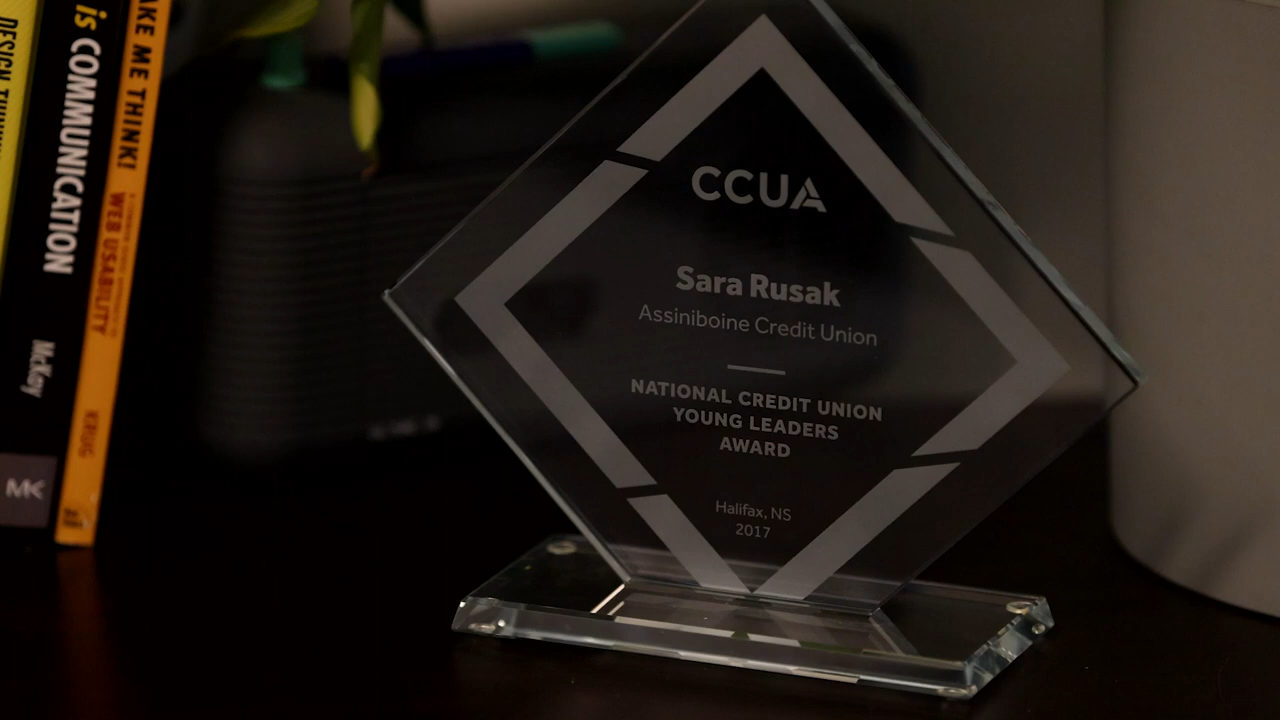 DESIGN THINKING
is COMMUNICATION
McKay
MK
AKE ME THINK!
WEB USABILITY
KRUG
CCUA
Sara Rusak
Assiniboine Credit Union
NATIONAL CREDIT UNION
YOUNG LEADERS
AWARD
Halifax, NS
2017